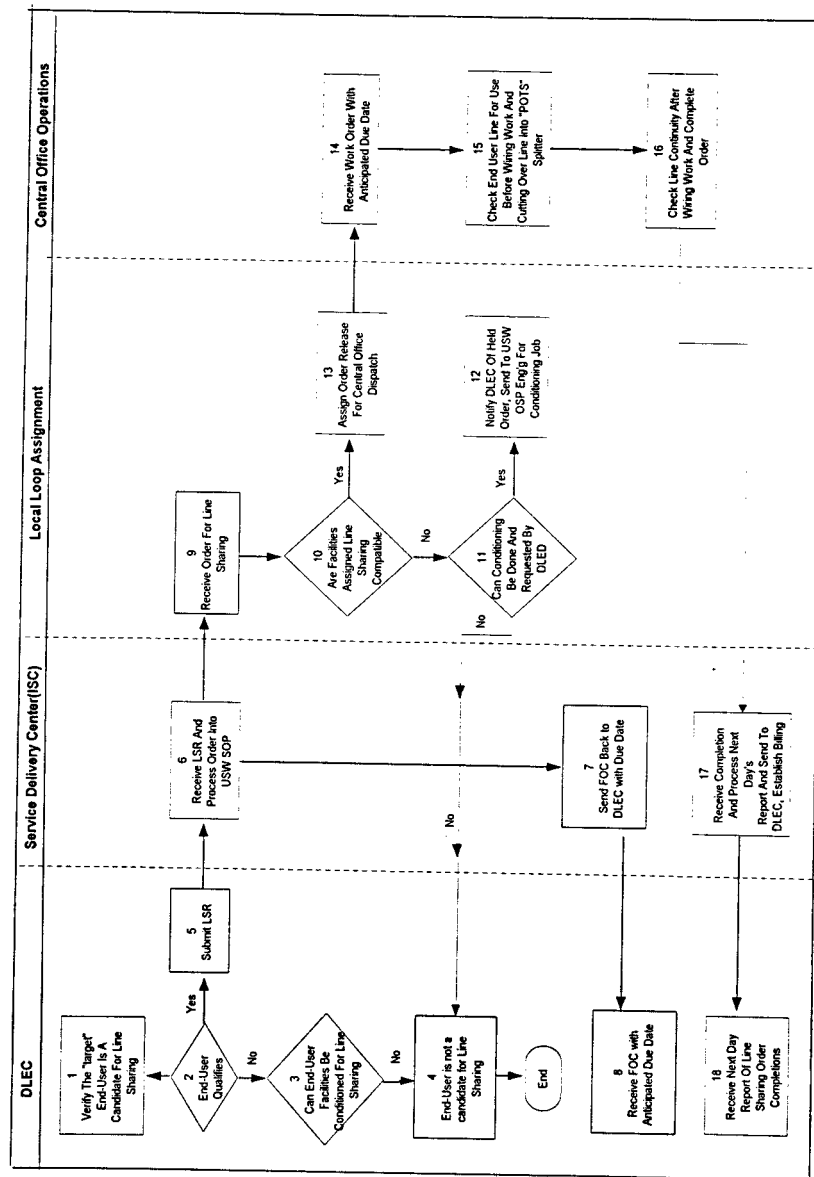 DLEC
Service Delivery Center(ISC)
Local Loop Assignment
Central Office Operations
1
Verify The "target"
End-User Is A
Candidate For Line
Sharing
2
End-User
Qualifies
Yes
No
3
Can End-User
Facilities Be
Conditioned For Line
Sharing
No
4
End-User is not a
candidate for Line
Sharing
End
5
Submit LSR
6
Receive LSR And
Process Order Into
USW SOP
7
Send FOC Back to
DLEC with Due Date
8
Receive FOC with
Anticipated Due Date
9
Receive Order For Line
Sharing
10
Are Facilities
Assigned Line
Sharing
Compatible
Yes
No
11
Can Conditioning
Be Done And
Requested By
DLED
Yes
No
No
12
Notify DLEC Of Held
Order, Send To USW
OSP Eng'g For
Conditioning Job
13
Assign Order Release
For Central Office
Dispatch
14
Receive Work Order With
Anticipated Due Date
15
Check End User Line For Use
Before Wiring Work And
Cutting Over Line into "POTS"
Splitter
16
Check Line Continuity After
Wiring Work And Complete
Order
17
Receive Completion
And Process Next
Day's
Report And Send To
DLEC, Establish Billing
18
Receive Next Day
Report Of Line
Sharing Order
Completions